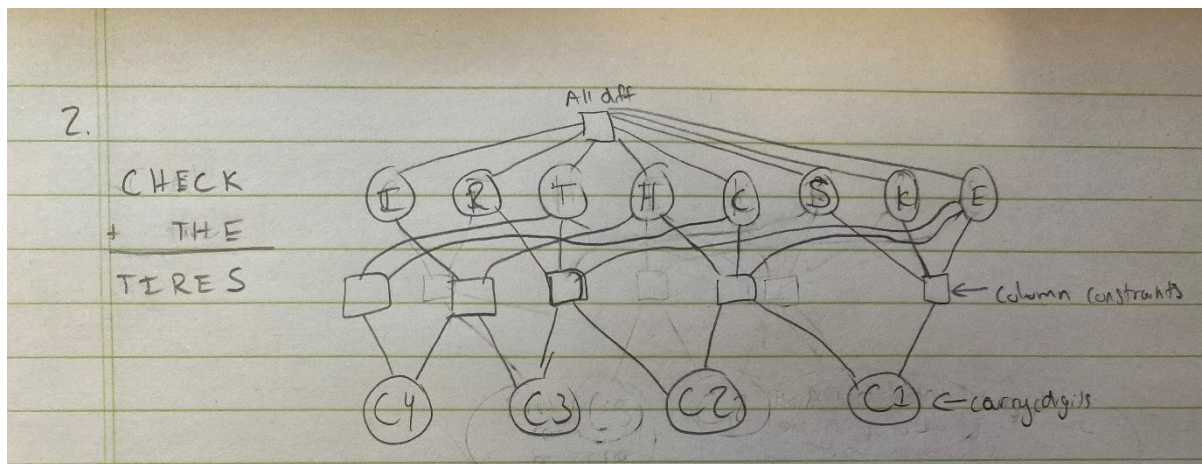 All diff
2.
CHECK
I R T H C S K E
+ THE
TIRES
← column constraints
C4 C3 C2 C1 ← carry digits